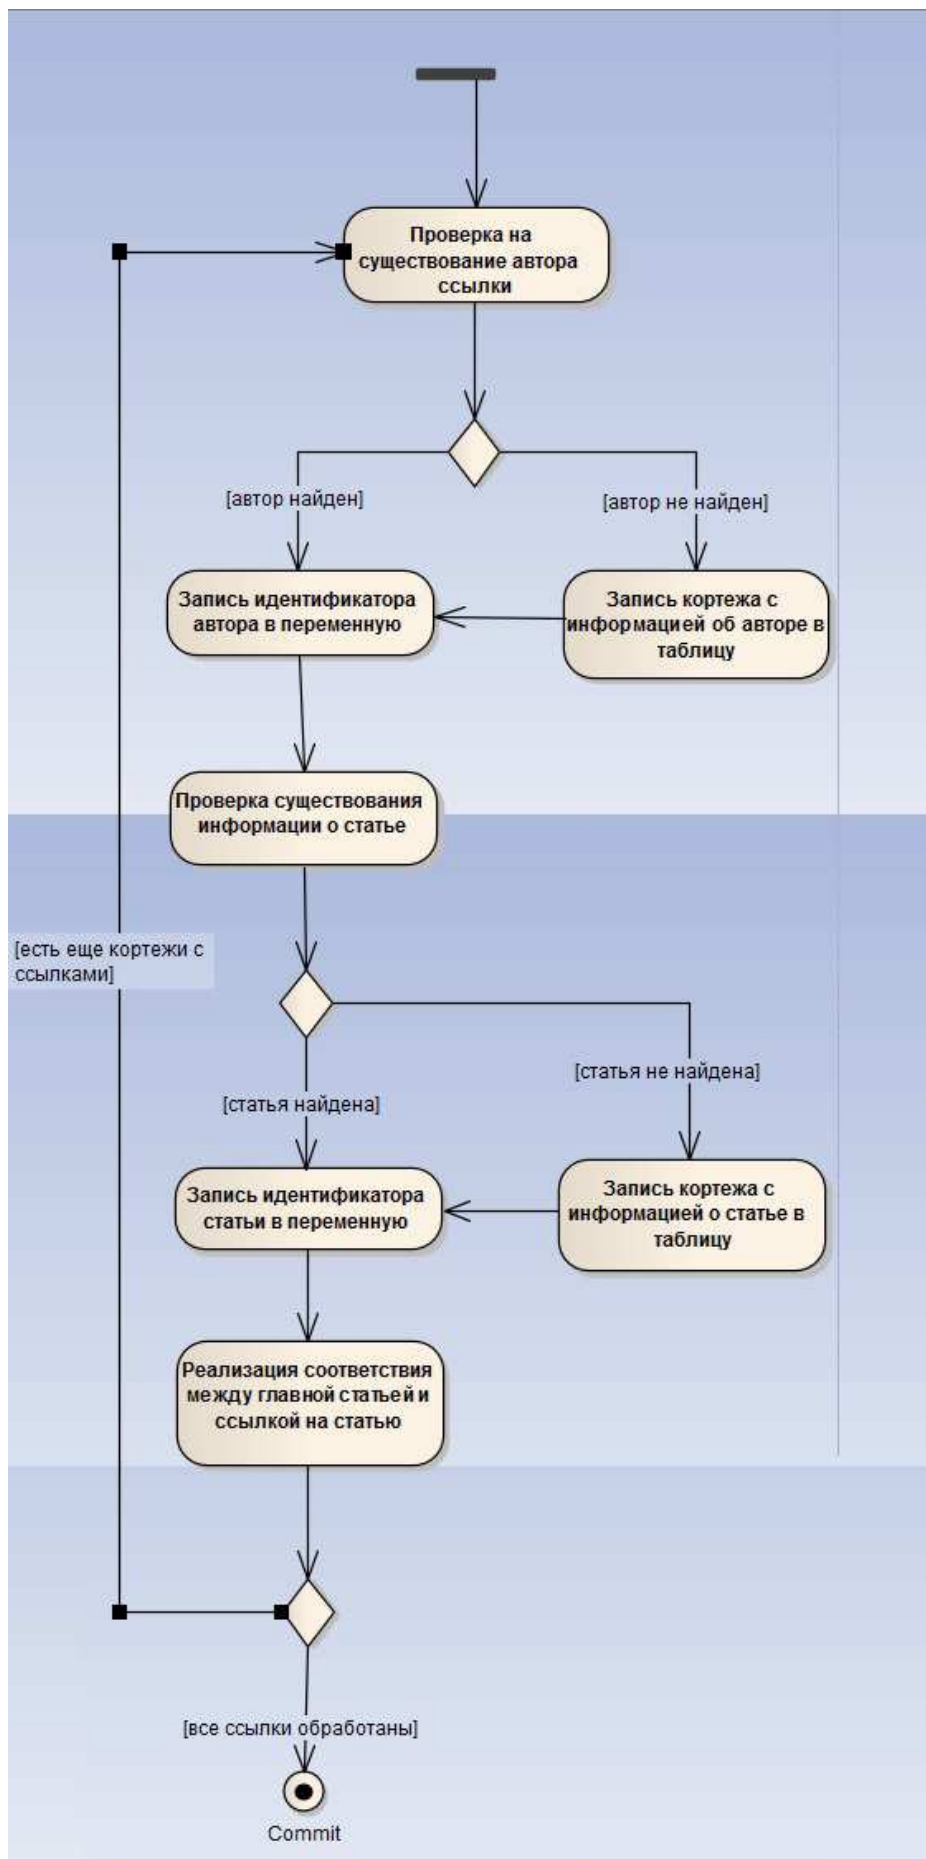 Проверка на
существование автора
ссылки
[автор найден]
[автор не найден]
Запись идентификатора
автора в переменную
Запись кортежа с
информацией об авторе в
таблицу
Проверка существования
информации о статье
[есть еще кортежи с
ссылками]
[статья не найдена]
[статья найдена]
Запись идентификатора
статьи в переменную
Запись кортежа с
информацией о статье в
таблицу
Реализация соответствия
между главной статьей и
ссылкой на статью
[все ссылки обработаны]
Commit